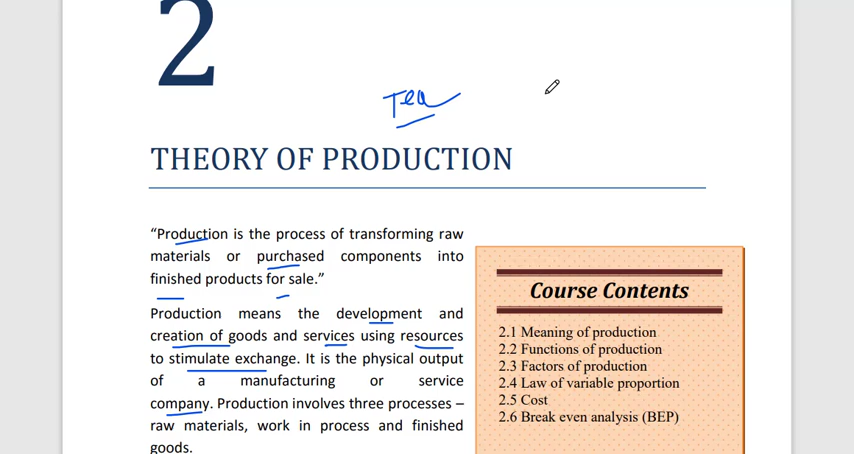 2
Tea
THEORY OF PRODUCTION
“Production is the process of transforming raw
materials or purchased components into
finished products for sale.”
Production means the development and
creation of goods and services using resources
to stimulate exchange. It is the physical output
of a manufacturing or service
company. Production involves three processes –
raw materials, work in process and finished
goods.
Course Contents
2.1 Meaning of production
2.2 Functions of production
2.3 Factors of production
2.4 Law of variable proportion
2.5 Cost
2.6 Break even analysis (BEP)